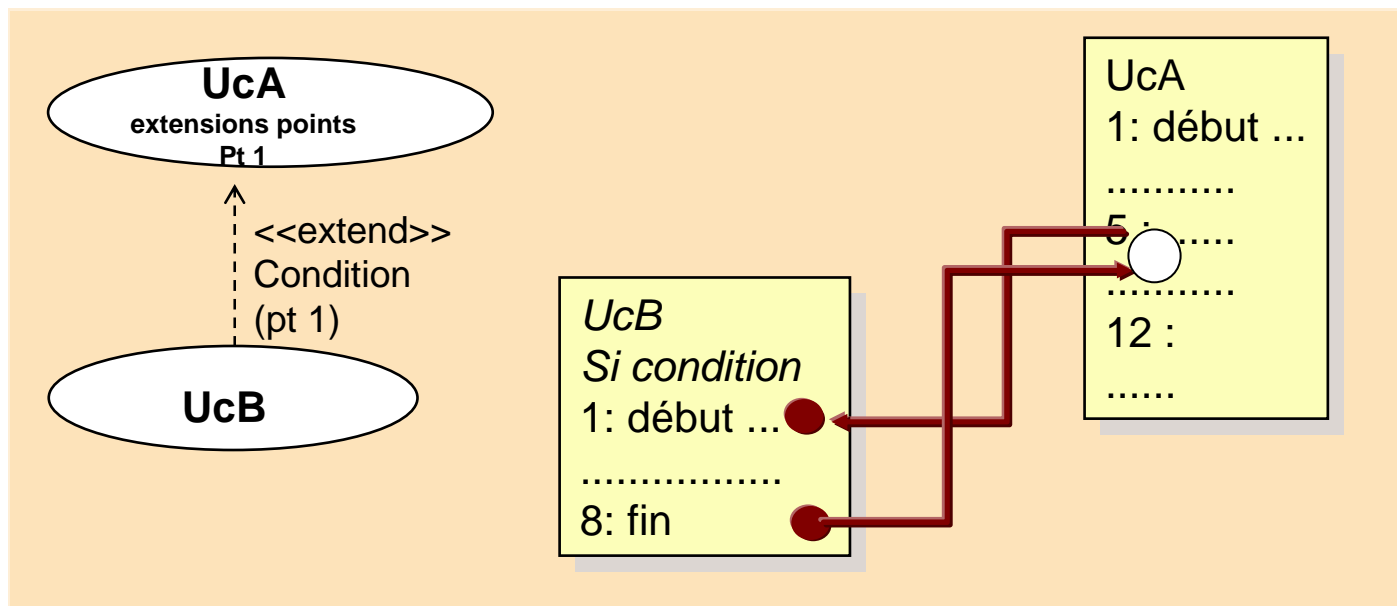 UcA
extensions points
Pt 1
<<extend>>
Condition
(pt 1)
UcB
UcB
Si condition
1: début ...
.................
8: fin
UcA
1: début ...
...........
5 : .....
...........
12 :
......